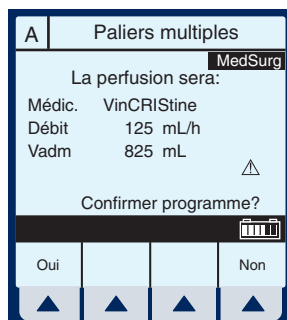 A Paliers multiples
MedSurg
La perfusion sera:
Médic. VinCRIStine
Débit 125 mL/h
Vadm 825 mL
Confirmer programme?
Oui Non